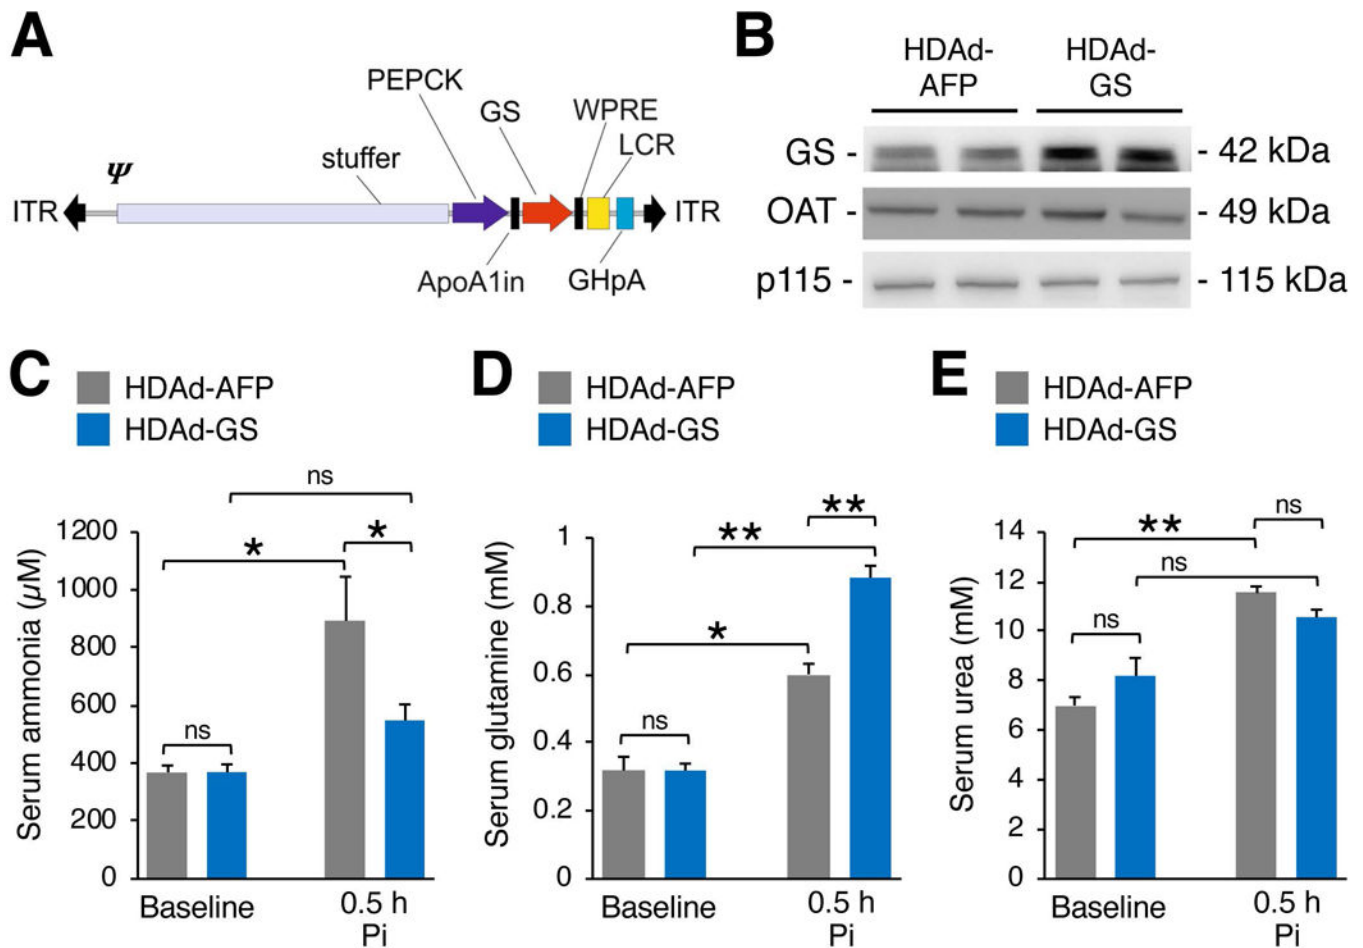 A
PEPCK
GS
WPRE
LCR
stuffer
Ψ
ITR
ITR
ApoA1in
GHpA
B
HDAd-
AFP
HDAd-
GS
GS -
- 42 kDa
OAT -
- 49 kDa
p115 -
- 115 kDa
C
HDAd-AFP
HDAd-GS
ns
*
*
ns
Serum ammonia (µM)
1200
1000
800
600
400
200
0
Baseline
0.5 h
Pi
D
HDAd-AFP
HDAd-GS
**
**
*
ns
Serum glutamine (mM)
1
0.8
0.6
0.4
0.2
0
Baseline
0.5 h
Pi
E
HDAd-AFP
HDAd-GS
ns
**
ns
ns
Serum urea (mM)
14
12
10
8
6
4
2
0
Baseline
0.5 h
Pi